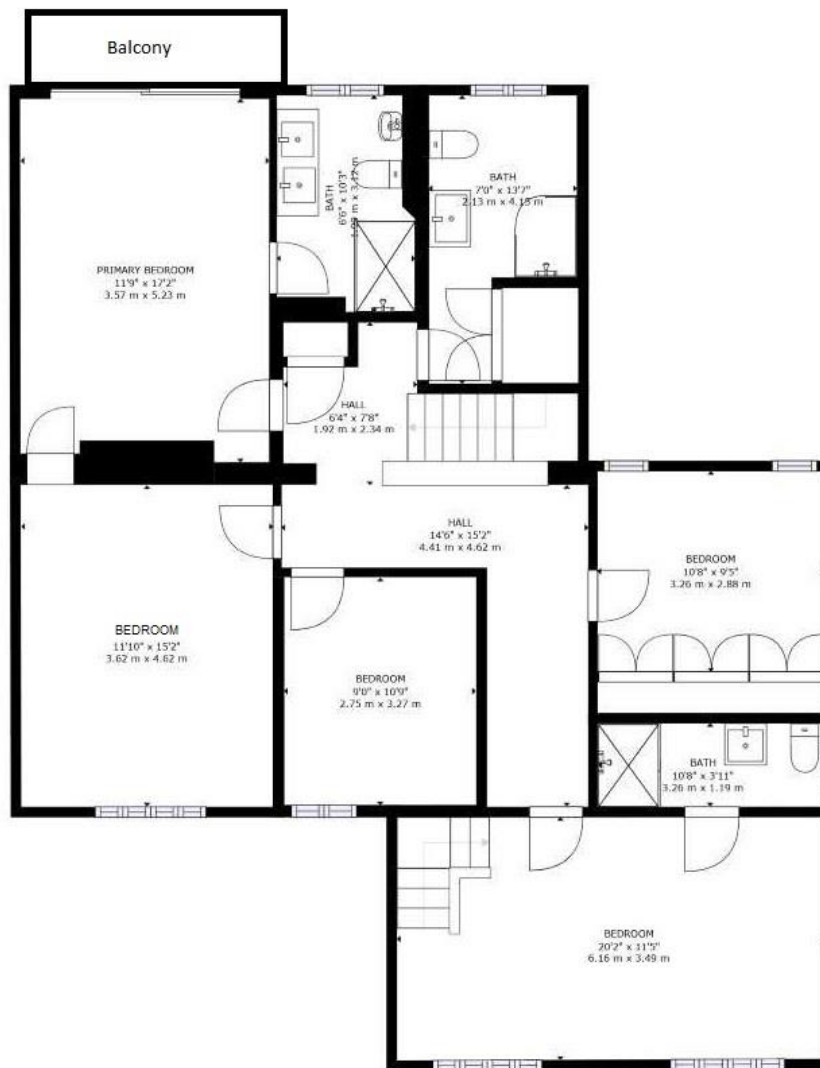 Balcony
BATH
6'6" x 10'3"
1.98 m x 3.12 m
BATH
7'0" x 13'7"
2.13 m x 4.15 m
PRIMARY BEDROOM
11'9" x 17'2"
3.57 m x 5.23 m
HALL
6'4" x 7'8"
1.92 m x 2.34 m
HALL
14'6" x 15'2"
4.41 m x 4.62 m
BEDROOM
10'8" x 9'5"
3.26 m x 2.88 m
BEDROOM
11'10" x 15'2"
3.62 m x 4.62 m
BEDROOM
9'0" x 10'9"
2.75 m x 3.27 m
BATH
10'8" x 3'11"
3.26 m x 1.19 m
BEDROOM
20'2" x 11'5"
6.16 m x 3.49 m